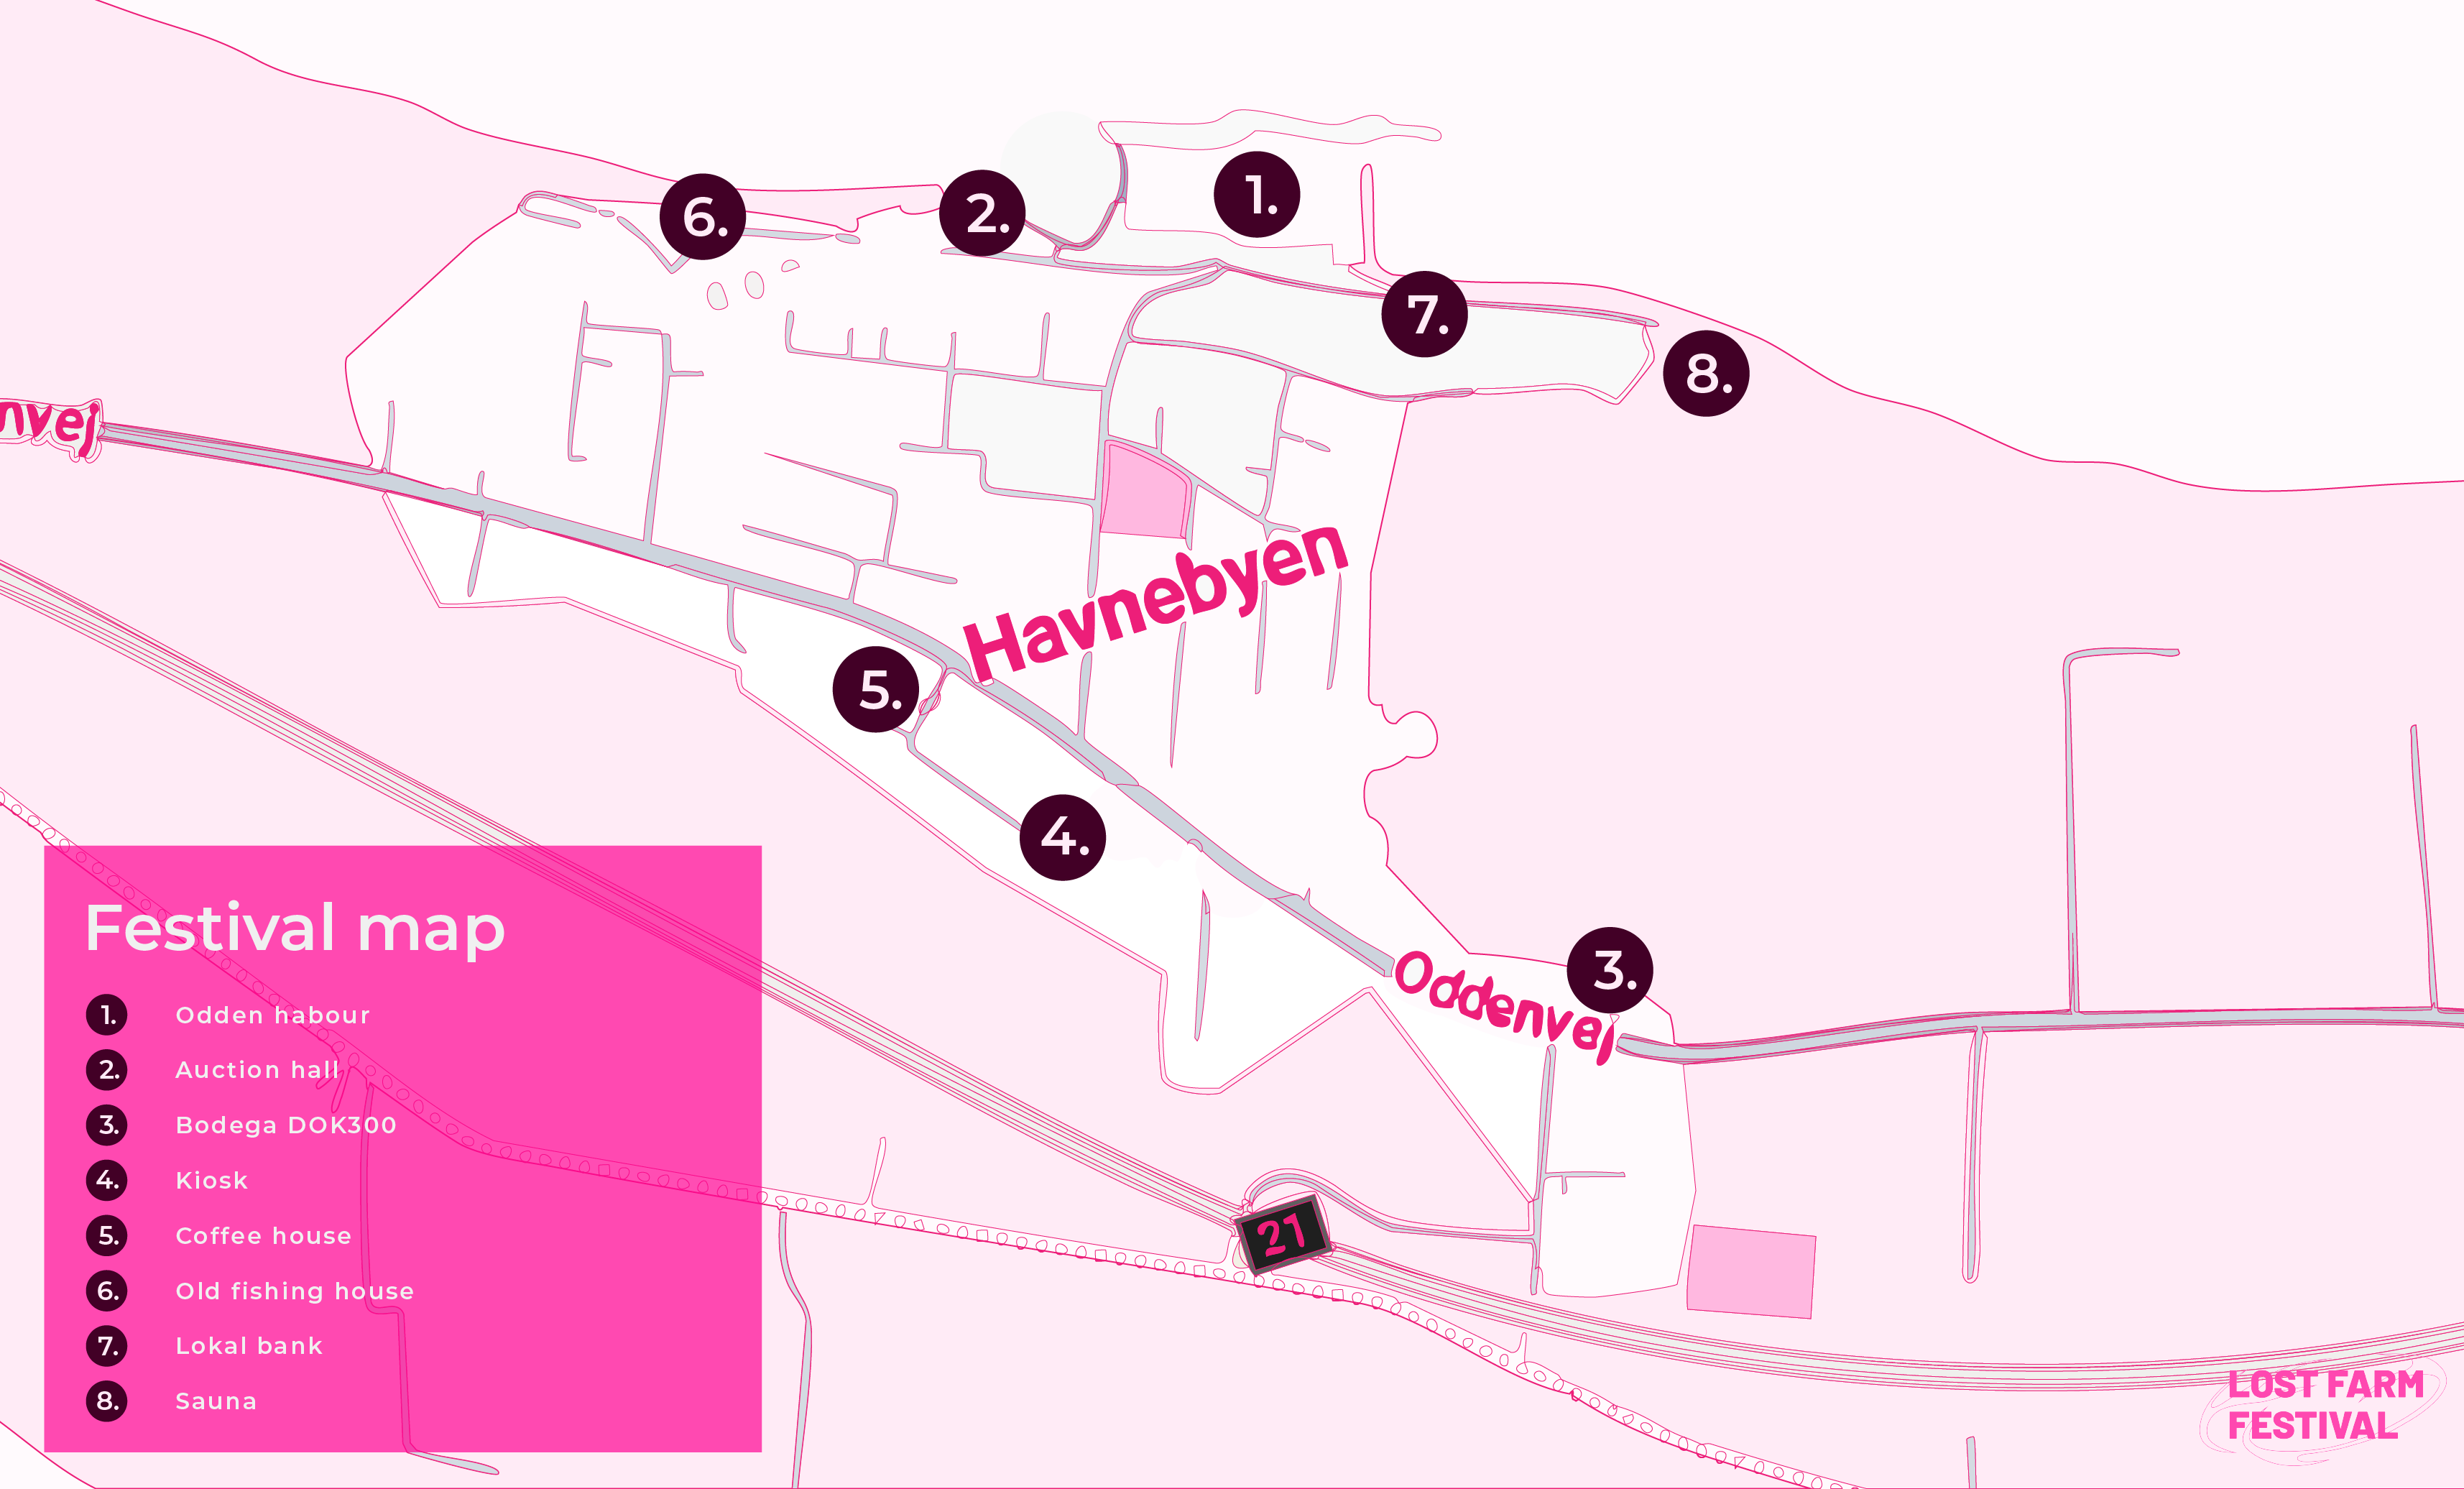 6.
2.
1.
7.
8.
nvej
Havnebyen
5.
4.
3.
Oddenvej
21
Festival map
1. Odden habour
2. Auction hall
3. Bodega DOK300
4. Kiosk
5. Coffee house
6. Old fishing house
7. Lokal bank
8. Sauna
LOST FARM
FESTIVAL